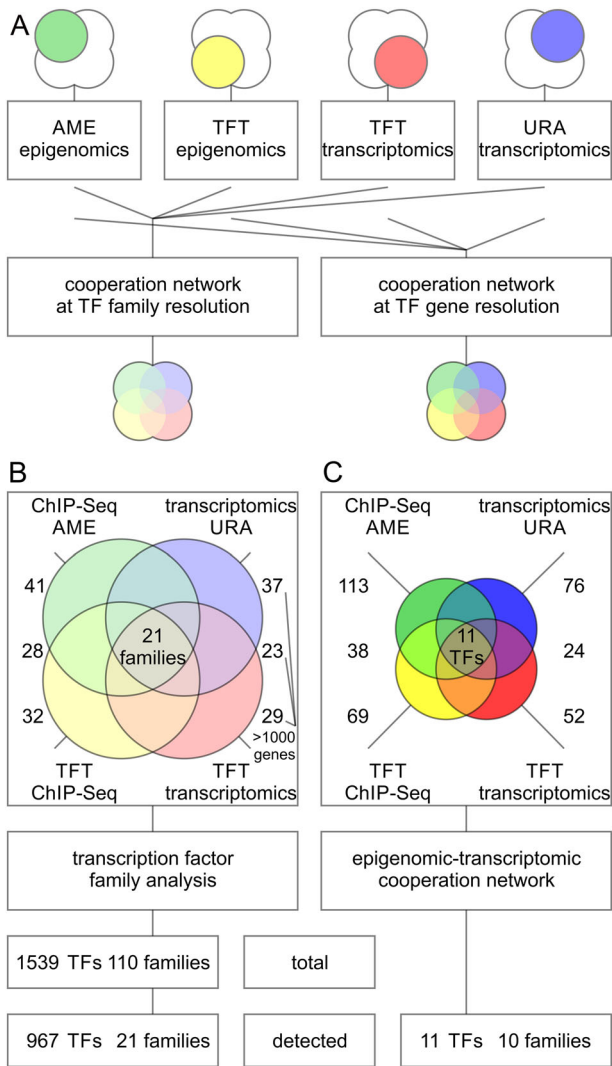 A
AME
epigenomics
TFT
epigenomics
TFT
transcriptomics
URA
transcriptomics
cooperation network
at TF family resolution
cooperation network
at TF gene resolution
B
ChIP-Seq
AME
transcriptomics
URA
41
37
28
21
families
23
32
29
>1000
genes
TFT
ChIP-Seq
TFT
transcriptomics
C
ChIP-Seq
AME
transcriptomics
URA
113
76
38
11
TFs
24
69
52
TFT
ChIP-Seq
TFT
transcriptomics
transcription factor
family analysis
epigenomic-transcriptomic
cooperation network
1539 TFs 110 families
total
967 TFs 21 families
detected
11 TFs 10 families